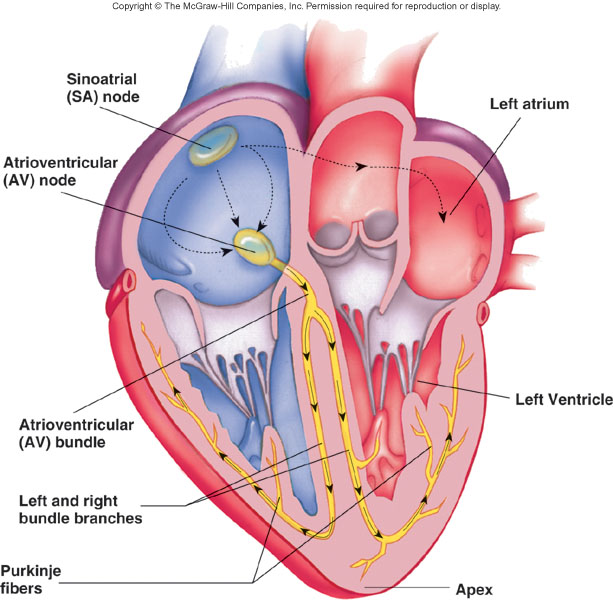 Copyright © The McGraw-Hill Companies, Inc. Permission required for reproduction or display.
Sinoatrial
(SA) node
Left atrium
Atrioventricular
(AV) node
Left Ventricle
Atrioventricular
(AV) bundle
Left and right
bundle branches
Purkinje
fibers
Apex